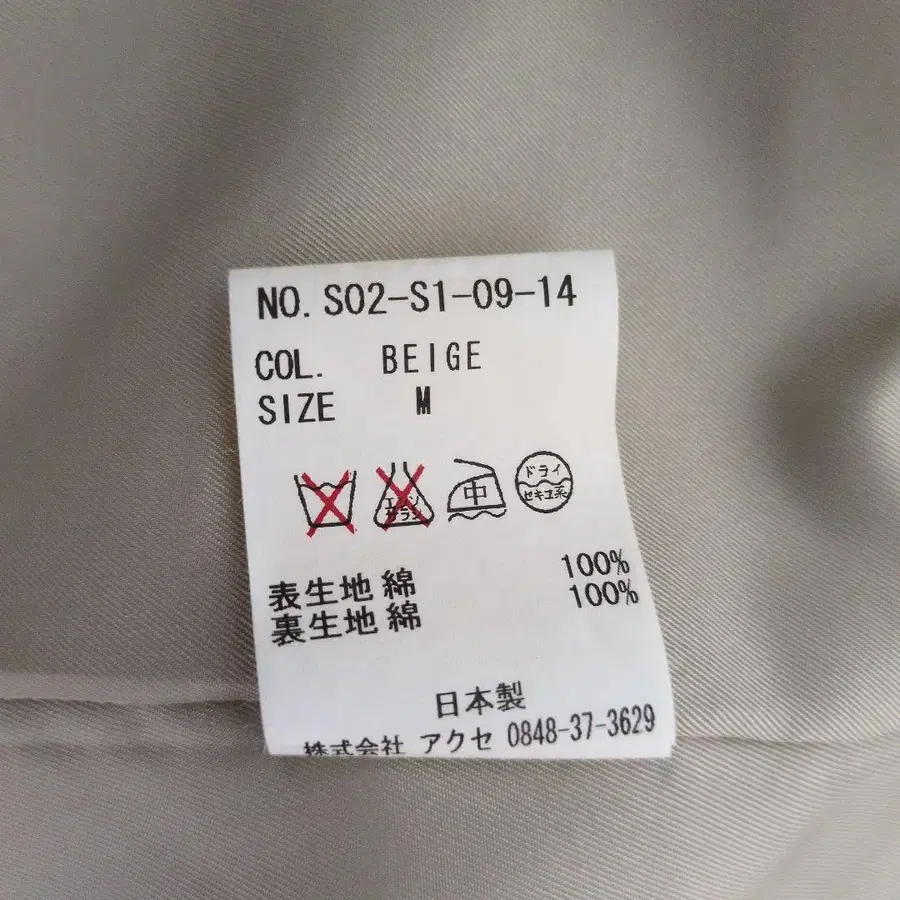 NO. S02-S1-09-14
COL. BEIGE
SIZE M
エンソ サラシ
中
ドライ
セキユ系
表生地 綿 100%
裏生地 綿 100%
日本製
株式会社 アクセ 0848-37-3629